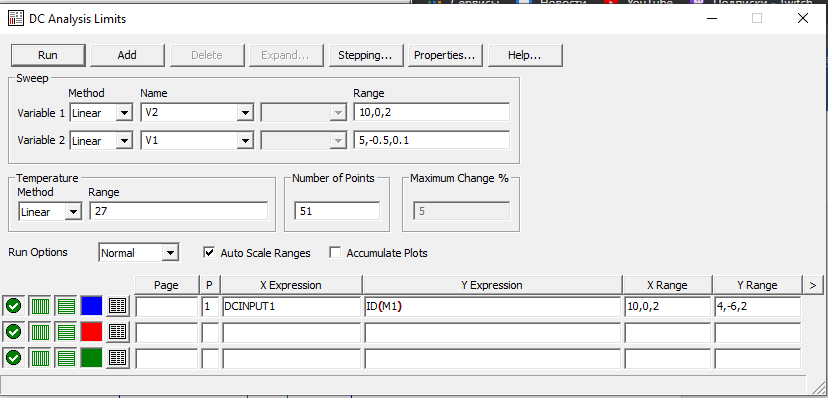 Сервисы Новости YouTube Подписки - Twitch
DC Analysis Limits
Run Add Delete Expand... Stepping... Properties... Help...
Sweep
Method Name Range
Variable 1 Linear V2 10,0,2
Variable 2 Linear V1 5,-0.5,0.1
Temperature Number of Points Maximum Change %
Method Range
Linear 27 51 5
Run Options Normal Auto Scale Ranges Accumulate Plots
Page P X Expression Y Expression X Range Y Range >
1 DCINPUT1 ID(M1) 10,0,2 4,-6,2